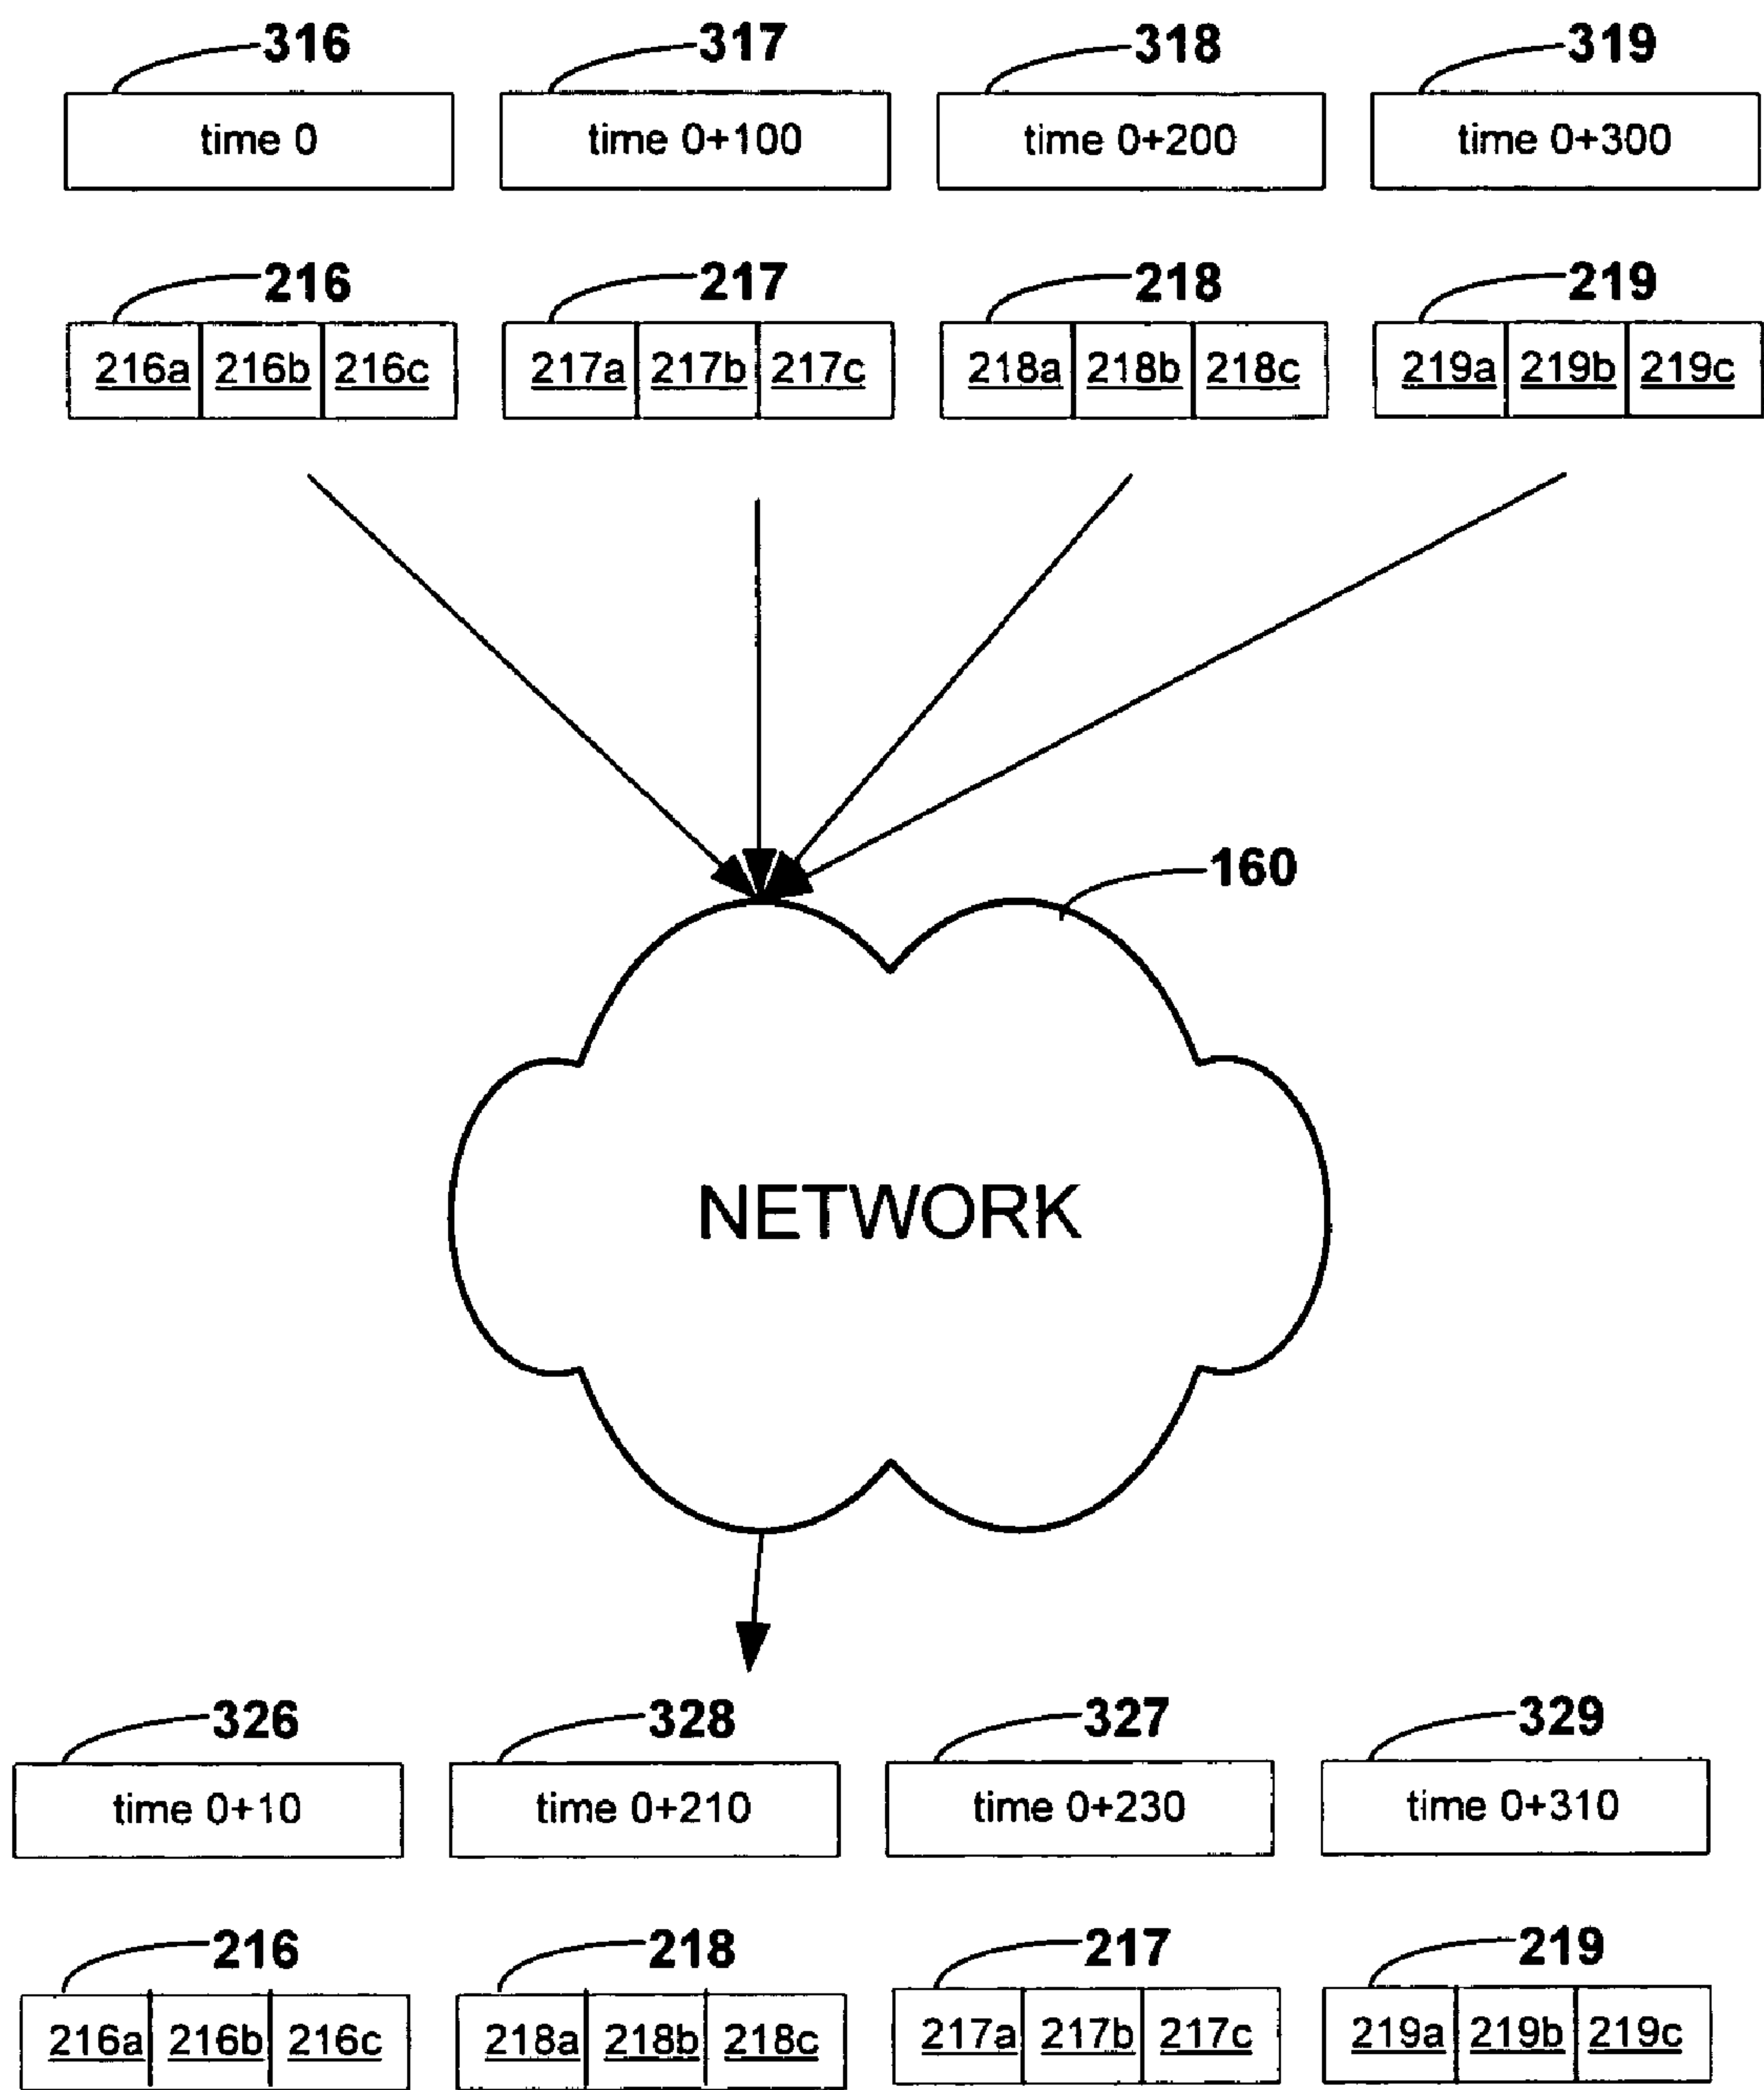 316 317 318 319
time 0 time 0+100 time 0+200 time 0+300
216 217 218 219
216a 216b 216c 217a 217b 217c 218a 218b 218c 219a 219b 219c
160
NETWORK
326 328 327 329
time 0+10 time 0+210 time 0+230 time 0+310
216 218 217 219
216a 216b 216c 218a 218b 218c 217a 217b 217c 219a 219b 219c